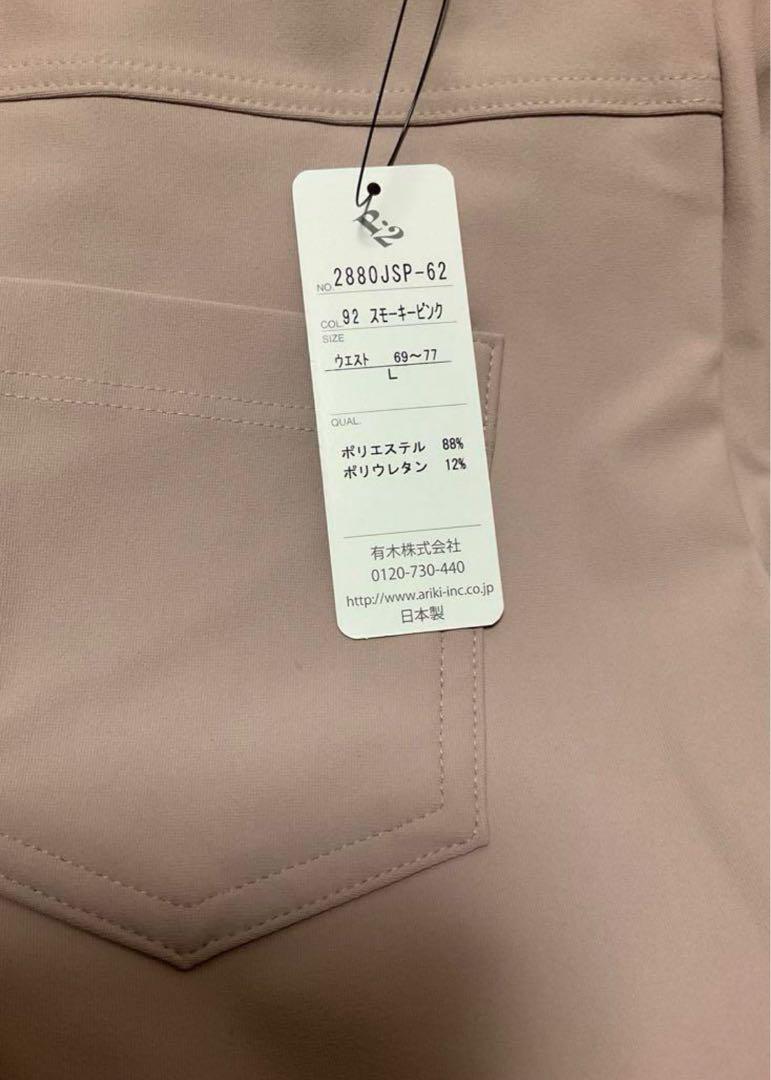 NO. 2880JSP-62
COL. 92 スモーキーピンク
SIZE
ウエスト 69～77
L
QUAL.
ポリエステル 88%
ポリウレタン 12%
有木株式会社
0120-730-440
http://www.ariki-inc.co.jp
日本製